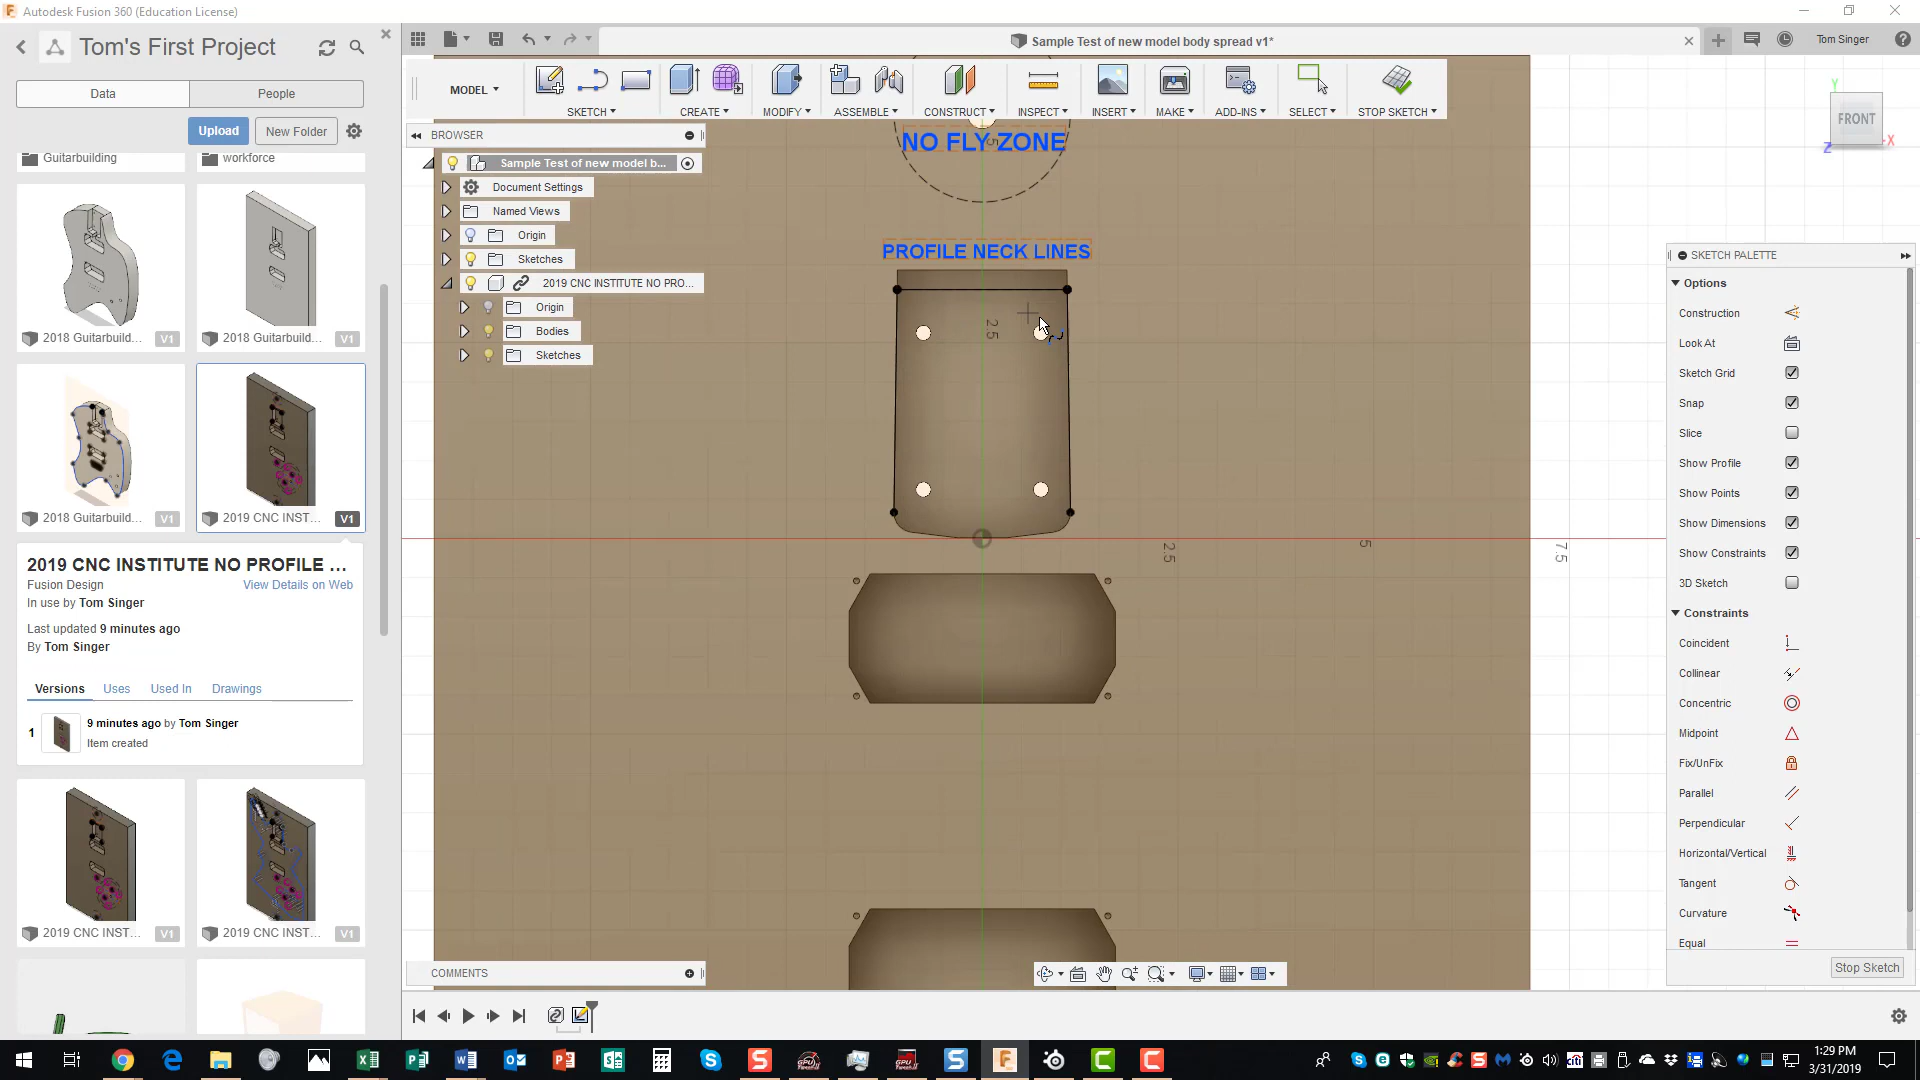 Autodesk Fusion 360 (Education License)
Tom's First Project
Sample Test of new model body spread v1*
Tom Singer
Data
People
Upload
New Folder
MODEL
SKETCH
CREATE
MODIFY
ASSEMBLE
CONSTRUCT
INSPECT
INSERT
MAKE
ADD-INS
SELECT
STOP SKETCH
Guitarbuilding
workforce
2018 Guitarbuild...
V1
2018 Guitarbuild...
V1
2018 Guitarbuild...
V1
2019 CNC INST...
V1
2019 CNC INSTITUTE NO PROFILE ...
Fusion Design
View Details on Web
In use by Tom Singer
Last updated 9 minutes ago
By Tom Singer
Versions
Uses
Used In
Drawings
1
9 minutes ago by Tom Singer
Item created
2019 CNC INST...
V1
2019 CNC INST...
V1
BROWSER
Sample Test of new model b...
Document Settings
Named Views
Origin
Sketches
2019 CNC INSTITUTE NO PRO...
Origin
Bodies
Sketches
NO FLY ZONE
5
PROFILE NECK LINES
2.5
2.5
5
7.5
Y
FRONT
X
Z
SKETCH PALETTE
Options
Construction
Look At
Sketch Grid
Snap
Slice
Show Profile
Show Points
Show Dimensions
Show Constraints
3D Sketch
Constraints
Coincident
Collinear
Concentric
Midpoint
Fix/UnFix
Parallel
Perpendicular
Horizontal/Vertical
Tangent
Curvature
Equal
Stop Sketch
COMMENTS
1:29 PM
3/31/2019